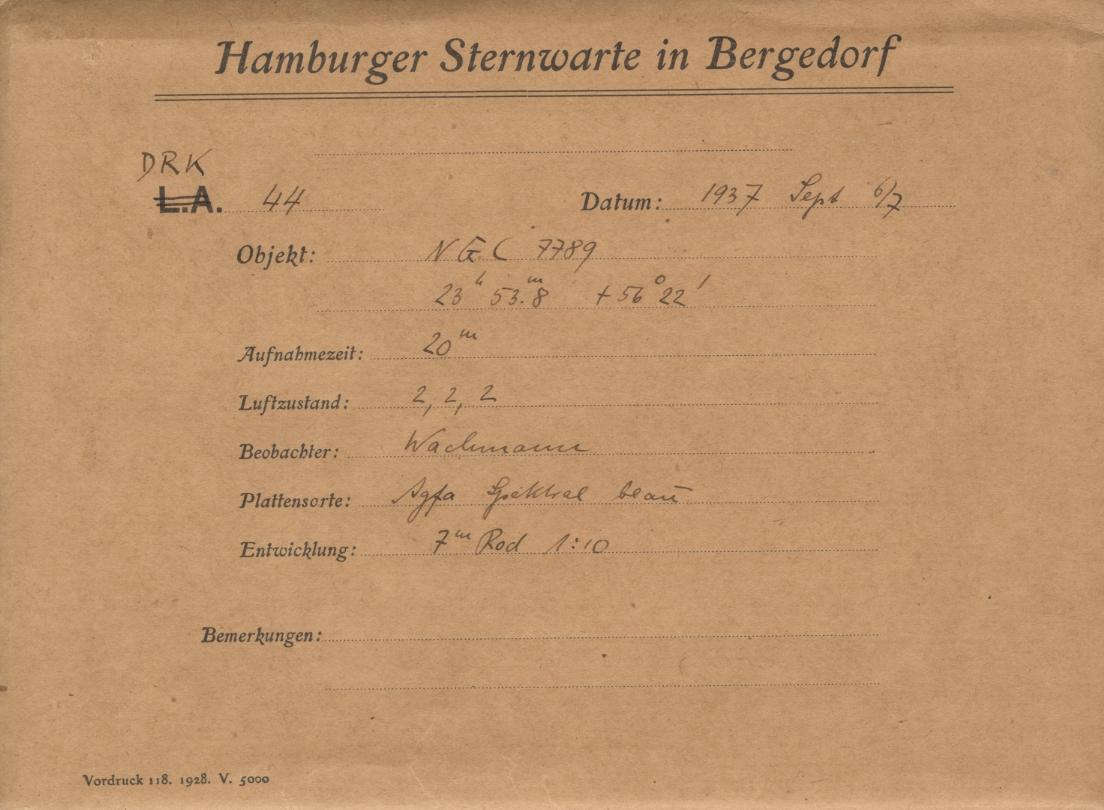 Hamburger Sternwarte in Bergedorf
DRK
L.A. 44 Datum: 1937 Sept 6/7
Objekt: NGC 7789
23ʰ 53.ᵐ8 +56°22'
Aufnahmezeit: 20ᵐ
Luftzustand: 2, 2, 2
Beobachter: Wachmann
Plattensorte: Agfa Spektral blau
Entwicklung: 7ᵐ Rod 1:10
Bemerkungen:
Vordruck 118. 1928. V. 5000